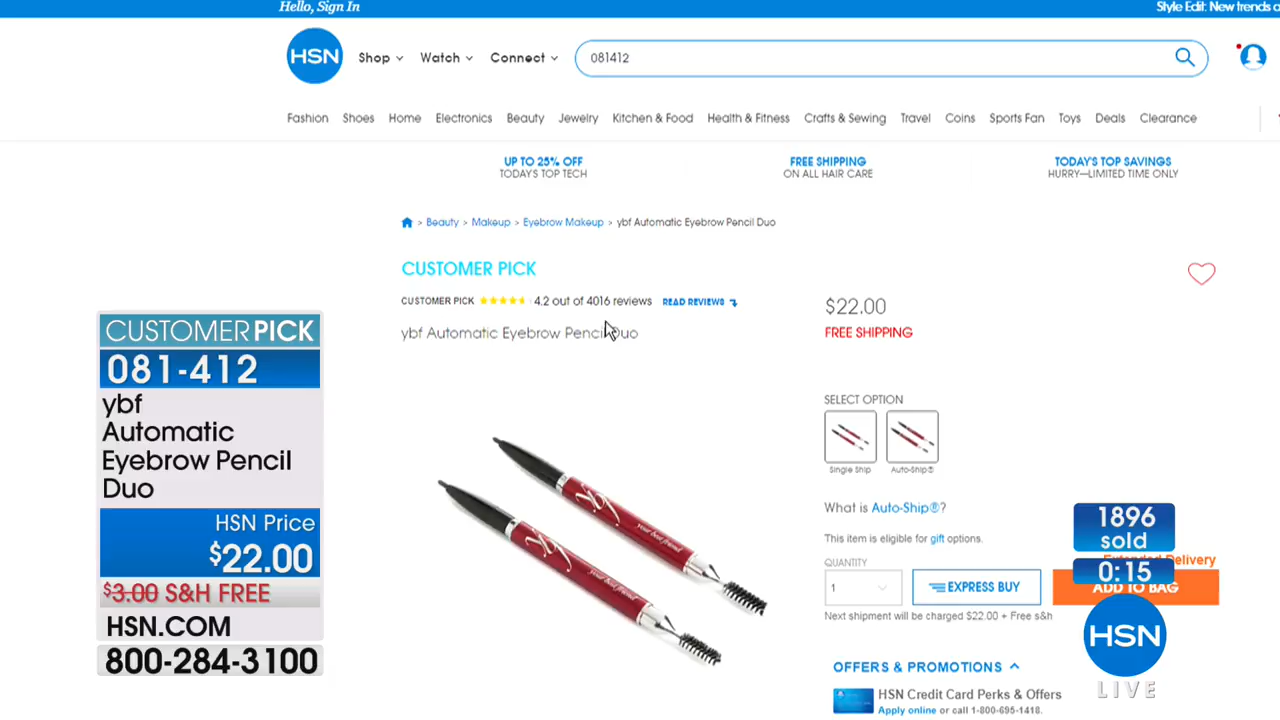 Hello, Sign In
Style Edit: New trends
HSN
Shop
Watch
Connect
081412
Fashion
Shoes
Home
Electronics
Beauty
Jewelry
Kitchen & Food
Health & Fitness
Crafts & Sewing
Travel
Coins
Sports Fan
Toys
Deals
Clearance
UP TO 25% OFF
TODAY'S TOP TECH
FREE SHIPPING
ON ALL HAIR CARE
TODAY'S TOP SAVINGS
HURRY—LIMITED TIME ONLY
> Beauty > Makeup > Eyebrow Makeup > ybf Automatic Eyebrow Pencil Duo
CUSTOMER PICK
CUSTOMER PICK 4.2 out of 4016 reviews READ REVIEWS
ybf Automatic Eyebrow Pencil Duo
$22.00
FREE SHIPPING
SELECT OPTION
Single Ship
Auto-Ship®
What is Auto-Ship®?
This item is eligible for gift options.
QUANTITY
1
EXPRESS BUY
Extended Delivery
ADD TO BAG
Next shipment will be charged $22.00 + Free s&h
OFFERS & PROMOTIONS
HSN Credit Card Perks & Offers
Apply online or call 1-800-695-1418.
ybf
your best friend
ybf
your best friend
CUSTOMER PICK
081-412
ybf
Automatic
Eyebrow Pencil
Duo
HSN Price
$22.00
$3.00 S&H FREE
HSN.COM
800-284-3100
1896
sold
0:15
HSN
LIVE